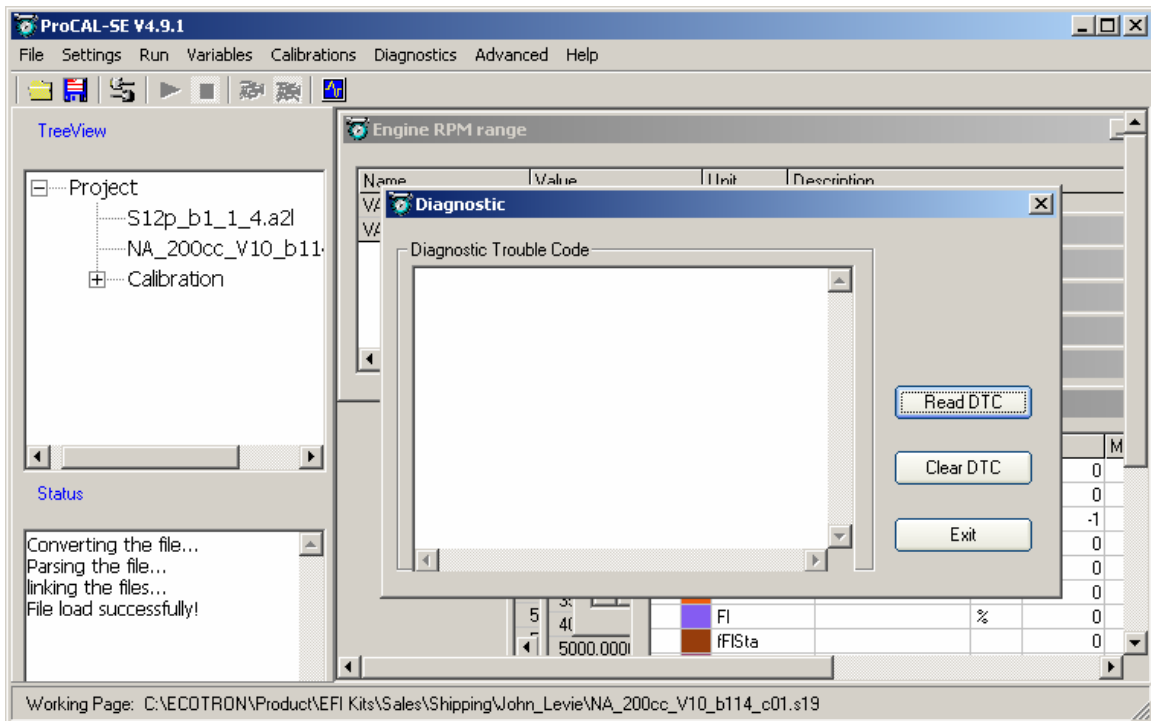 ProCAL-SE V4.9.1
File Settings Run Variables Calibrations Diagnostics Advanced Help
TreeView
Project
S12p_b1_1_4.a2l
NA_200cc_V10_b11
Calibration
Status
Converting the file...
Parsing the file...
linking the files...
File load successfully!
Engine RPM range
Name Value Unit Description
Diagnostic
Diagnostic Trouble Code
Read DTC
Clear DTC
Exit
M
0
0
-1
0
0
0
5
FI % 0
5000.000 fFISta 0
Working Page: C:\ECOTRON\Product\EFI Kits\Sales\Shipping\John_Levie\NA_200cc_V10_b114_c01.s19